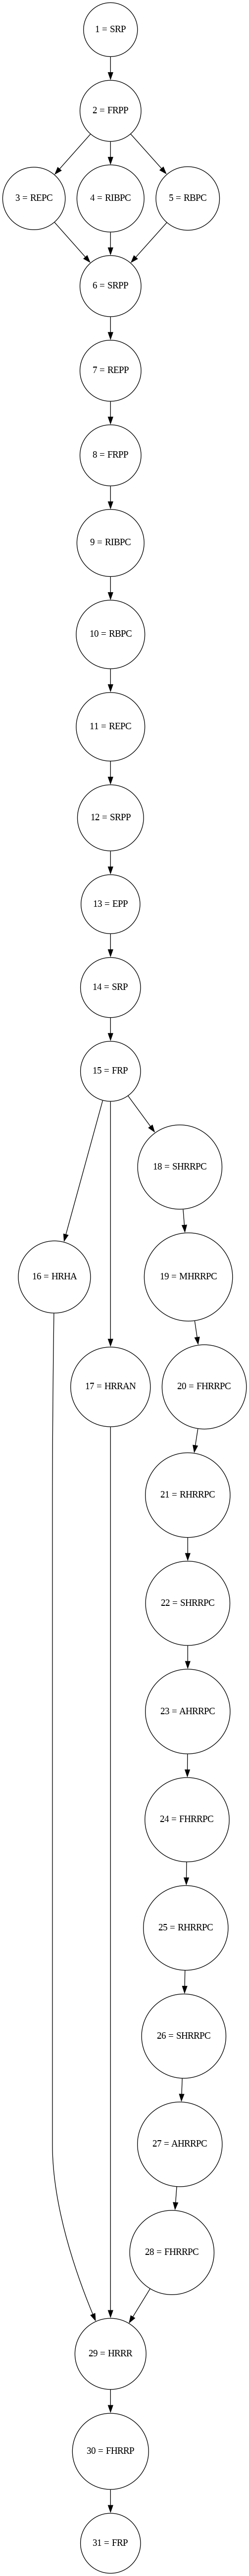 1 = SRP
2 = FRPP
3 = REPC
4 = RIBPC
5 = RBPC
6 = SRPP
7 = REPP
8 = FRPP
9 = RIBPC
10 = RBPC
11 = REPC
12 = SRPP
13 = EPP
14 = SRP
15 = FRP
18 = SHRRPC
16 = HRHA
19 = MHRRPC
17 = HRRAN
20 = FHRRPC
21 = RHRRPC
22 = SHRRPC
23 = AHRRPC
24 = FHRRPC
25 = RHRRPC
26 = SHRRPC
27 = AHRRPC
28 = FHRRPC
29 = HRRR
30 = FHRRP
31 = FRP